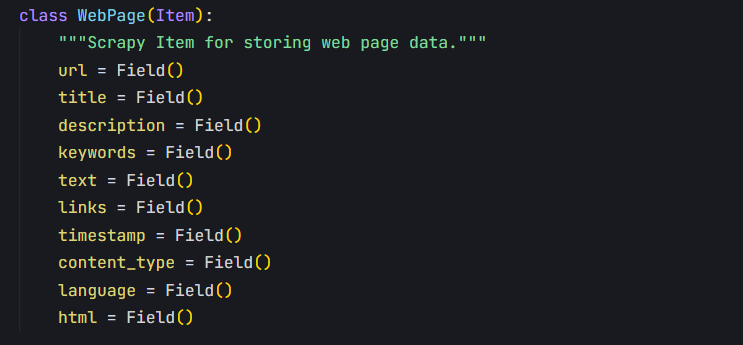 class WebPage(Item):
    """Scrapy Item for storing web page data."""
    url = Field()
    title = Field()
    description = Field()
    keywords = Field()
    text = Field()
    links = Field()
    timestamp = Field()
    content_type = Field()
    language = Field()
    html = Field()